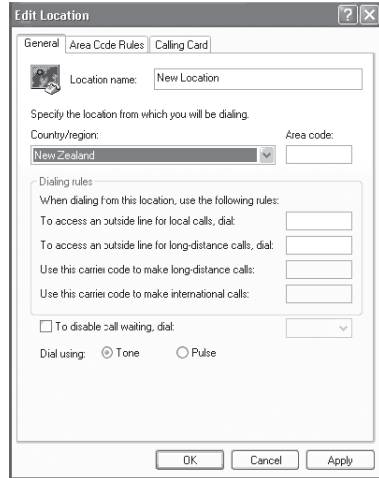 Edit Location
General Area Code Rules Calling Card
Location name: New Location
Specify the location from which you will be dialing.
Country/region: Area code:
New Zealand
Dialing rules
When dialing from this location, use the following rules:
To access an outside line for local calls, dial:
To access an outside line for long-distance calls, dial:
Use this carrier code to make long-distance calls:
Use this carrier code to make international calls:
To disable call waiting, dial:
Dial using: Tone Pulse
OK Cancel Apply